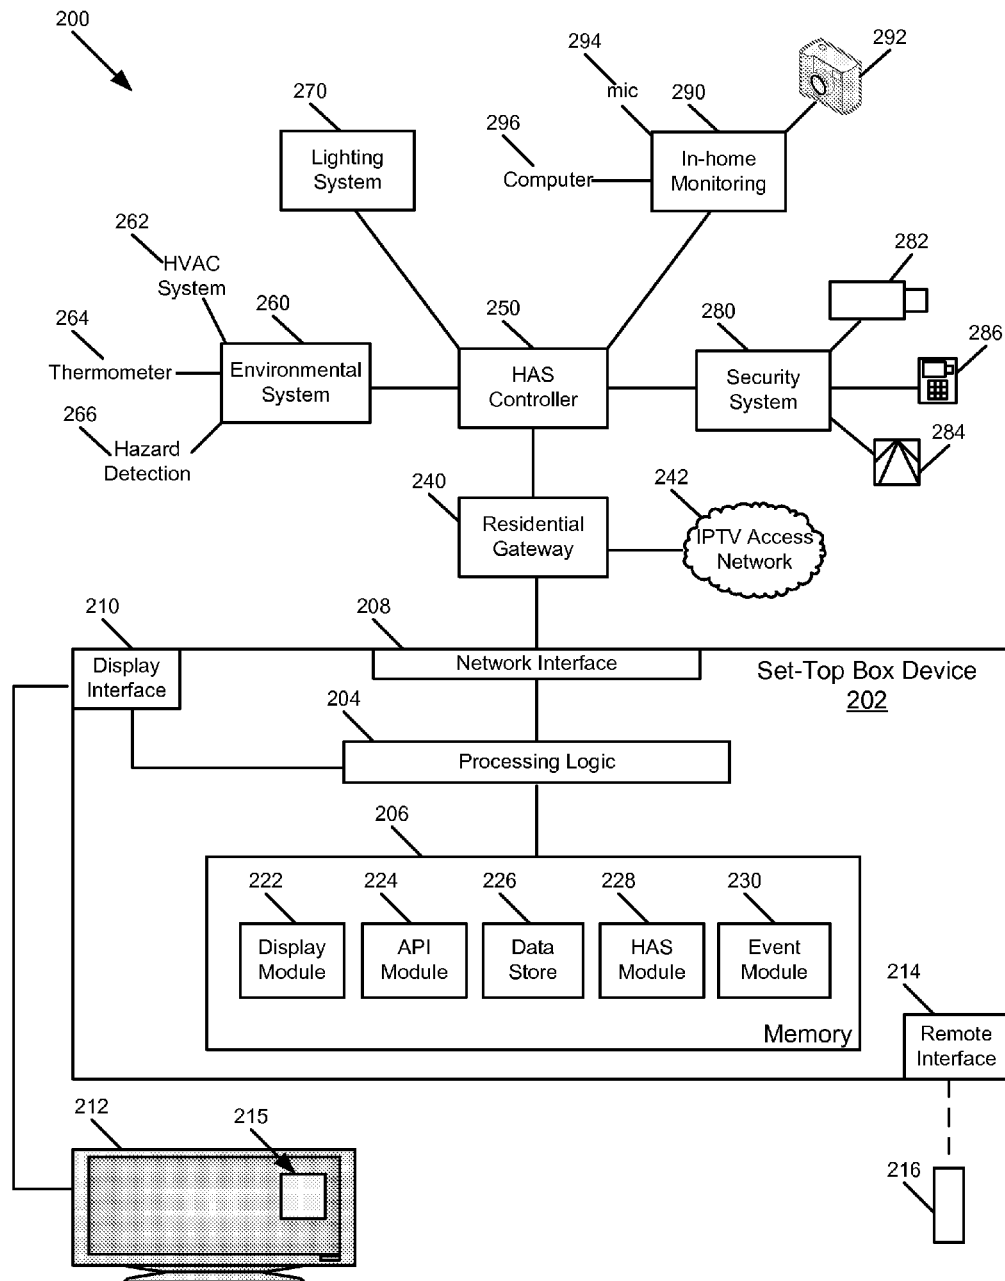 200
270
Lighting
System
294
mic
296
Computer
290
In-home
Monitoring
292
262
HVAC
System
264
Thermometer
266
Hazard
Detection
260
Environmental
System
250
HAS
Controller
280
Security
System
282
286
284
240
Residential
Gateway
242
IPTV Access
Network
210
Display
Interface
208
Network Interface
Set-Top Box Device
202
204
Processing Logic
206
222
Display
Module
224
API
Module
226
Data
Store
228
HAS
Module
230
Event
Module
Memory
214
Remote
Interface
212
215
216